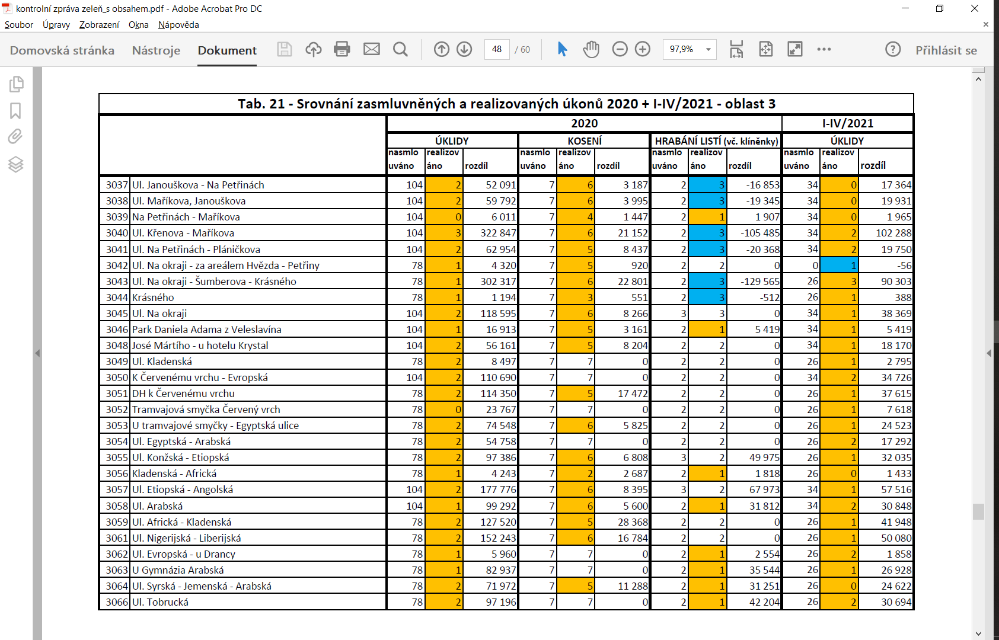 kontrolní zpráva zeleň_s obsahem.pdf - Adobe Acrobat Pro DC
Soubor Úpravy Zobrazení Okna Nápověda
Domovská stránka Nástroje Dokument 48 / 60 97,9% Přihlásit se
Tab. 21 - Srovnání zasmluvněných a realizovaných úkonů 2020 + I-IV/2021 - oblast 3
2020 I-IV/2021
ÚKLIDY KOSENÍ HRABÁNÍ LISTÍ (vč. klíněnky) ÚKLIDY
nasmlo realizov nasmlo realizov nasmlo realizov nasmlo realizov
uváno áno rozdíl uváno áno rozdíl uváno áno rozdíl uváno áno rozdíl
3037 Ul. Janouškova - Na Petřinách 104 2 52 091 7 6 3 187 2 3 -16 853 34 0 17 364
3038 Ul. Maříkova, Janouškova 104 2 59 792 7 6 3 995 2 3 -19 345 34 0 19 931
3039 Na Petřinách - Maříkova 104 0 6 011 7 4 1 447 2 1 1 907 34 0 1 965
3040 Ul. Křenova - Maříkova 104 3 322 847 7 6 21 152 2 3 -105 485 34 2 102 288
3041 Ul. Na Petřinách - Pláničkova 104 2 62 954 7 5 8 437 2 3 -20 368 34 2 19 750
3042 Ul. Na okraji - za areálem Hvězda - Petřiny 78 1 4 320 7 5 920 2 2 0 0 1 -56
3043 Ul. Na okraji - Šumberova - Krásného 78 1 302 317 7 6 22 801 2 3 -129 565 26 3 90 303
3044 Krásného 78 1 1 194 7 3 551 2 3 -512 26 1 388
3045 Ul. Na okraji 104 2 118 595 7 6 8 266 3 3 0 34 1 38 369
3046 Park Daniela Adama z Veleslavína 104 1 16 913 7 5 3 161 2 1 5 419 34 1 5 419
3048 José Mártího - u hotelu Krystal 104 2 56 161 7 5 8 204 2 2 0 34 1 18 170
3049 Ul. Kladenská 78 2 8 497 7 7 0 2 2 0 26 1 2 795
3050 K Červenému vrchu - Evropská 104 2 110 690 7 7 0 2 2 0 34 2 34 726
3051 DH k Červenému vrchu 78 2 114 350 7 5 17 472 2 2 0 26 1 37 615
3052 Tramvajová smyčka Červený vrch 78 0 23 767 7 7 0 2 2 0 26 1 7 618
3053 U tramvajové smyčky - Egyptská ulice 78 2 74 548 7 6 5 825 2 2 0 26 1 24 523
3054 Ul. Egyptská - Arabská 78 2 54 758 7 7 0 2 2 0 26 2 17 292
3055 Ul. Konžská - Etiopská 78 2 97 386 7 6 6 808 3 2 49 975 26 1 32 035
3056 Kladenská - Africká 78 1 4 243 7 2 2 687 2 1 1 818 26 0 1 433
3057 Ul. Etiopská - Angolská 104 2 177 776 7 6 8 395 3 2 67 973 34 1 57 516
3058 Ul. Arabská 104 1 99 292 7 6 5 600 2 1 31 812 34 2 30 848
3059 Ul. Africká - Kladenská 78 2 127 520 7 5 28 368 2 2 0 26 1 41 948
3061 Ul. Nigerijská - Liberijská 78 2 152 243 7 6 16 784 2 2 0 26 1 50 080
3062 Ul. Evropská - u Drancy 78 1 5 960 7 7 0 2 1 2 554 26 2 1 858
3063 U Gymnázia Arabská 78 1 82 937 7 7 0 2 1 35 544 26 1 26 928
3064 Ul. Syrská - Jemenská - Arabská 78 2 71 972 7 5 11 288 2 1 31 251 26 0 24 622
3066 Ul. Tobrucká 78 2 97 196 7 7 0 2 1 42 204 26 2 30 694